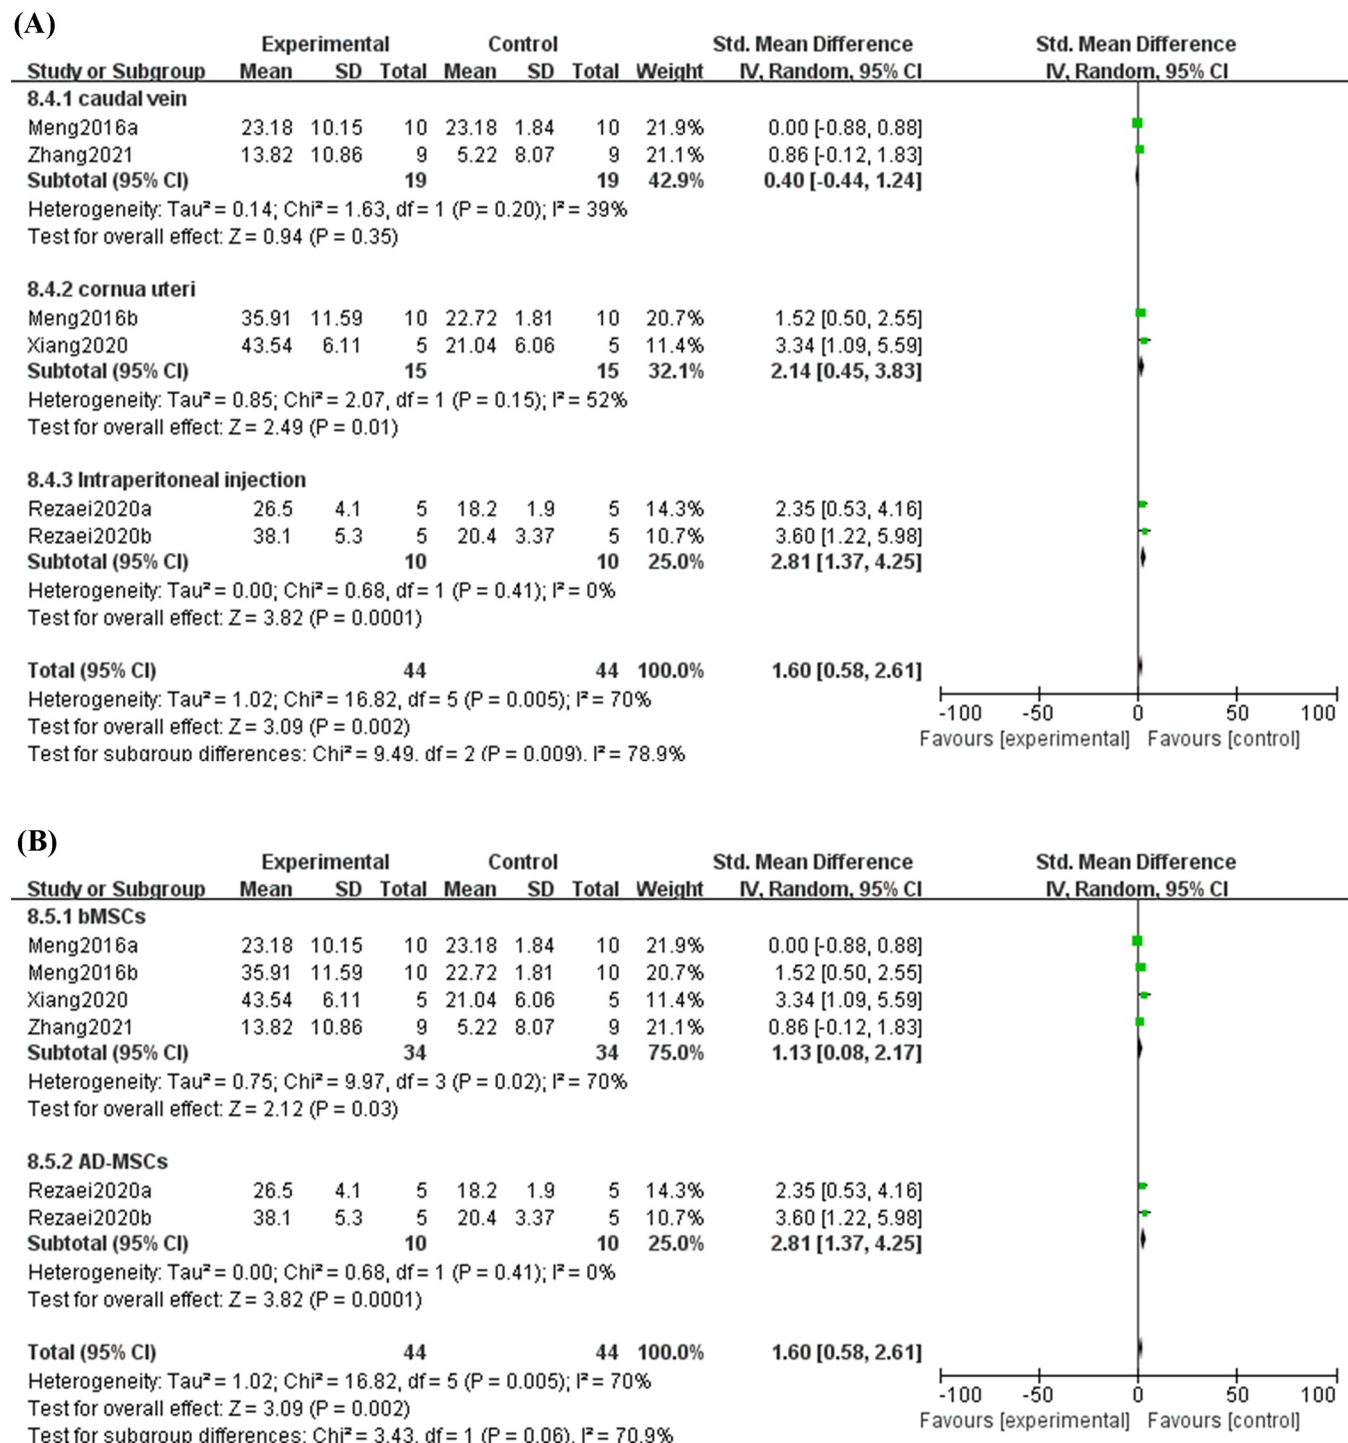 (A)
Experimental Control Std. Mean Difference Std. Mean Difference
Study or Subgroup Mean SD Total Mean SD Total Weight IV, Random, 95% CI IV, Random, 95% CI
8.4.1 caudal vein
Meng2016a 23.18 10.15 10 23.18 1.84 10 21.9% 0.00 [-0.88, 0.88]
Zhang2021 13.82 10.86 9 5.22 8.07 9 21.1% 0.86 [-0.12, 1.83]
Subtotal (95% CI) 19 19 42.9% 0.40 [-0.44, 1.24]
Heterogeneity: Tau² = 0.14; Chi² = 1.63, df = 1 (P = 0.20); I² = 39%
Test for overall effect: Z = 0.94 (P = 0.35)
8.4.2 cornua uteri
Meng2016b 35.91 11.59 10 22.72 1.81 10 20.7% 1.52 [0.50, 2.55]
Xiang2020 43.54 6.11 5 21.04 6.06 5 11.4% 3.34 [1.09, 5.59]
Subtotal (95% CI) 15 15 32.1% 2.14 [0.45, 3.83]
Heterogeneity: Tau² = 0.85; Chi² = 2.07, df = 1 (P = 0.15); I² = 52%
Test for overall effect: Z = 2.49 (P = 0.01)
8.4.3 Intraperitoneal injection
Rezaei2020a 26.5 4.1 5 18.2 1.9 5 14.3% 2.35 [0.53, 4.16]
Rezaei2020b 38.1 5.3 5 20.4 3.37 5 10.7% 3.60 [1.22, 5.98]
Subtotal (95% CI) 10 10 25.0% 2.81 [1.37, 4.25]
Heterogeneity: Tau² = 0.00; Chi² = 0.68, df = 1 (P = 0.41); I² = 0%
Test for overall effect: Z = 3.82 (P = 0.0001)
Total (95% CI) 44 44 100.0% 1.60 [0.58, 2.61]
Heterogeneity: Tau² = 1.02; Chi² = 16.82, df = 5 (P = 0.005); I² = 70%
Test for overall effect: Z = 3.09 (P = 0.002)
Test for subgroup differences: Chi² = 9.49, df = 2 (P = 0.009), I² = 78.9%
-100 -50 0 50 100
Favours [experimental] Favours [control]
(B)
Experimental Control Std. Mean Difference Std. Mean Difference
Study or Subgroup Mean SD Total Mean SD Total Weight IV, Random, 95% CI IV, Random, 95% CI
8.5.1 bMSCs
Meng2016a 23.18 10.15 10 23.18 1.84 10 21.9% 0.00 [-0.88, 0.88]
Meng2016b 35.91 11.59 10 22.72 1.81 10 20.7% 1.52 [0.50, 2.55]
Xiang2020 43.54 6.11 5 21.04 6.06 5 11.4% 3.34 [1.09, 5.59]
Zhang2021 13.82 10.86 9 5.22 8.07 9 21.1% 0.86 [-0.12, 1.83]
Subtotal (95% CI) 34 34 75.0% 1.13 [0.08, 2.17]
Heterogeneity: Tau² = 0.75; Chi² = 9.97, df = 3 (P = 0.02); I² = 70%
Test for overall effect: Z = 2.12 (P = 0.03)
8.5.2 AD-MSCs
Rezaei2020a 26.5 4.1 5 18.2 1.9 5 14.3% 2.35 [0.53, 4.16]
Rezaei2020b 38.1 5.3 5 20.4 3.37 5 10.7% 3.60 [1.22, 5.98]
Subtotal (95% CI) 10 10 25.0% 2.81 [1.37, 4.25]
Heterogeneity: Tau² = 0.00; Chi² = 0.68, df = 1 (P = 0.41); I² = 0%
Test for overall effect: Z = 3.82 (P = 0.0001)
Total (95% CI) 44 44 100.0% 1.60 [0.58, 2.61]
Heterogeneity: Tau² = 1.02; Chi² = 16.82, df = 5 (P = 0.005); I² = 70%
Test for overall effect: Z = 3.09 (P = 0.002)
Test for subgroup differences: Chi² = 3.43, df = 1 (P = 0.06), I² = 70.9%
-100 -50 0 50 100
Favours [experimental] Favours [control]